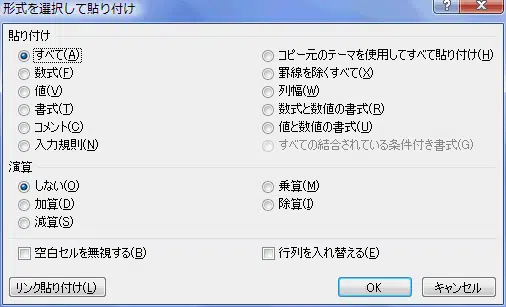 形式を選択して貼り付け
貼り付け
すべて(A)
コピー元のテーマを使用してすべて貼り付け(H)
数式(F)
罫線を除くすべて(X)
値(V)
列幅(W)
書式(T)
数式と数値の書式(R)
コメント(C)
値と数値の書式(U)
入力規則(N)
すべての結合されている条件付き書式(G)
演算
しない(O)
乗算(M)
加算(D)
除算(I)
減算(S)
空白セルを無視する(B)
行列を入れ替える(E)
リンク貼り付け(L)
OK
キャンセル